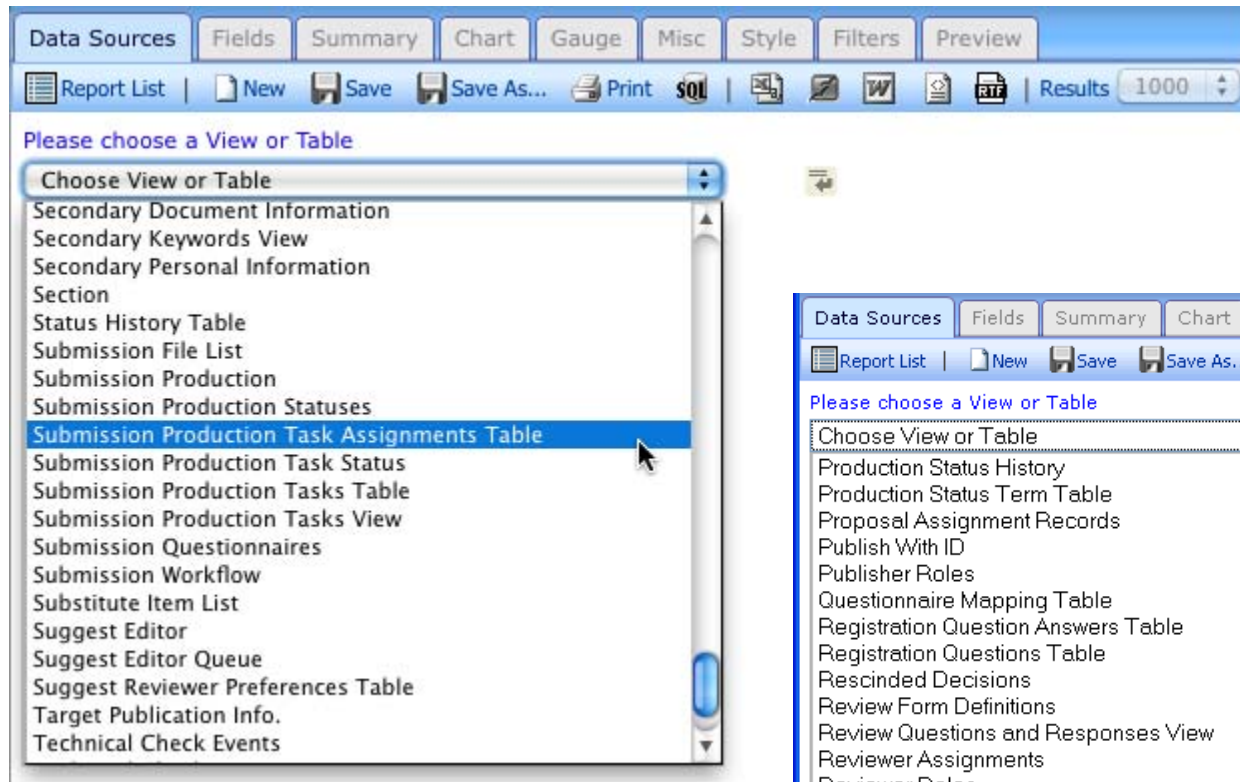 Data Sources Fields Summary Chart Gauge Misc Style Filters Preview
Report List | New Save Save As... Print SQL | W RTF | Results 1000
Please choose a View or Table
Choose View or Table
Secondary Document Information
Secondary Keywords View
Secondary Personal Information
Section
Status History Table
Submission File List
Submission Production
Submission Production Statuses
Submission Production Task Assignments Table
Submission Production Task Status
Submission Production Tasks Table
Submission Production Tasks View
Submission Questionnaires
Submission Workflow
Substitute Item List
Suggest Editor
Suggest Editor Queue
Suggest Reviewer Preferences Table
Target Publication Info.
Technical Check Events
Data Sources Fields Summary Chart
Report List | New Save Save As.
Please choose a View or Table
Choose View or Table
Production Status History
Production Status Term Table
Proposal Assignment Records
Publish With ID
Publisher Roles
Questionnaire Mapping Table
Registration Question Answers Table
Registration Questions Table
Rescinded Decisions
Review Form Definitions
Review Questions and Responses View
Reviewer Assignments